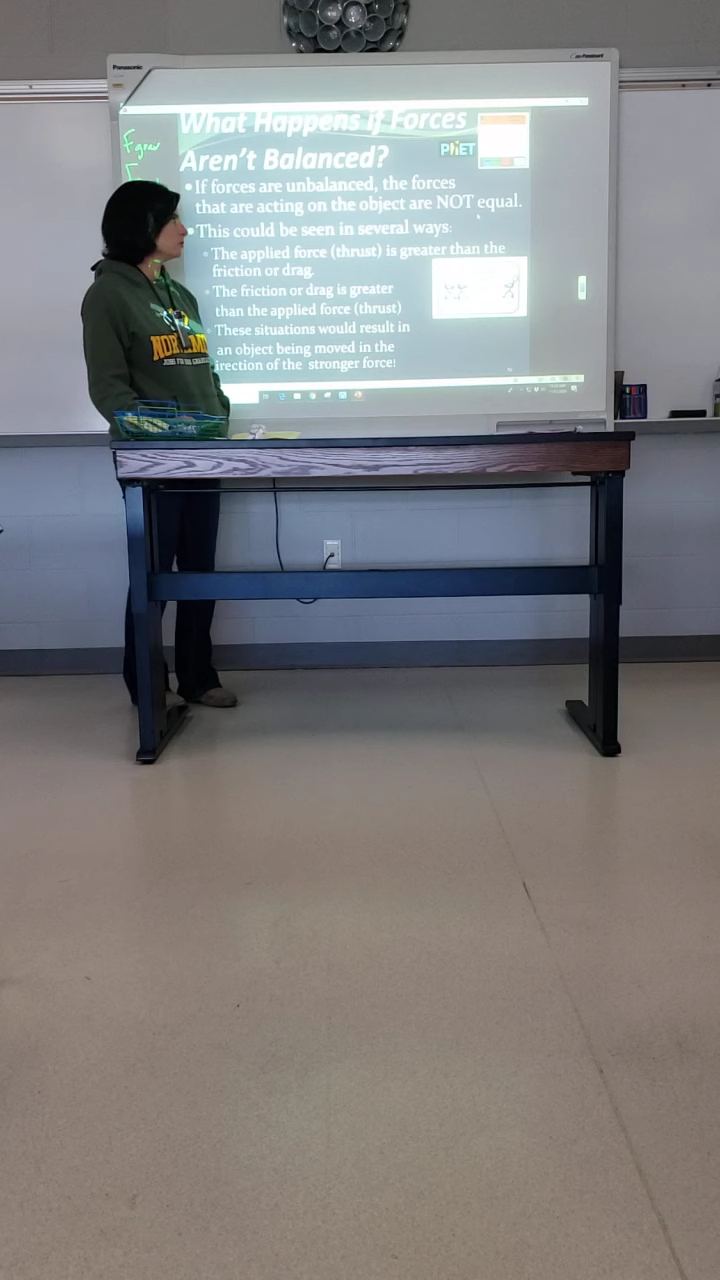 Panasonic
What Happens if Forces
Aren't Balanced?
PhET
Fgrav
• If forces are unbalanced, the forces
that are acting on the object are NOT equal.
• This could be seen in several ways:
The applied force (thrust) is greater than the
friction or drag.
The friction or drag is greater
than the applied force (thrust)
These situations would result in
an object being moved in the
irection of the stronger force!